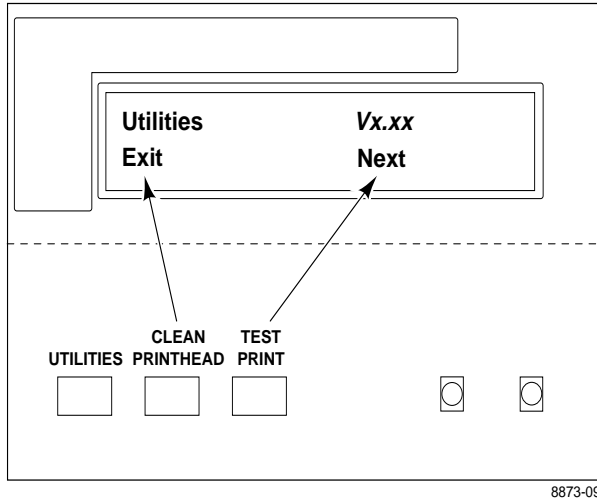 Utilities Vx.xx
Exit Next
CLEAN TEST
UTILITIES PRINTHEAD PRINT
8873-09